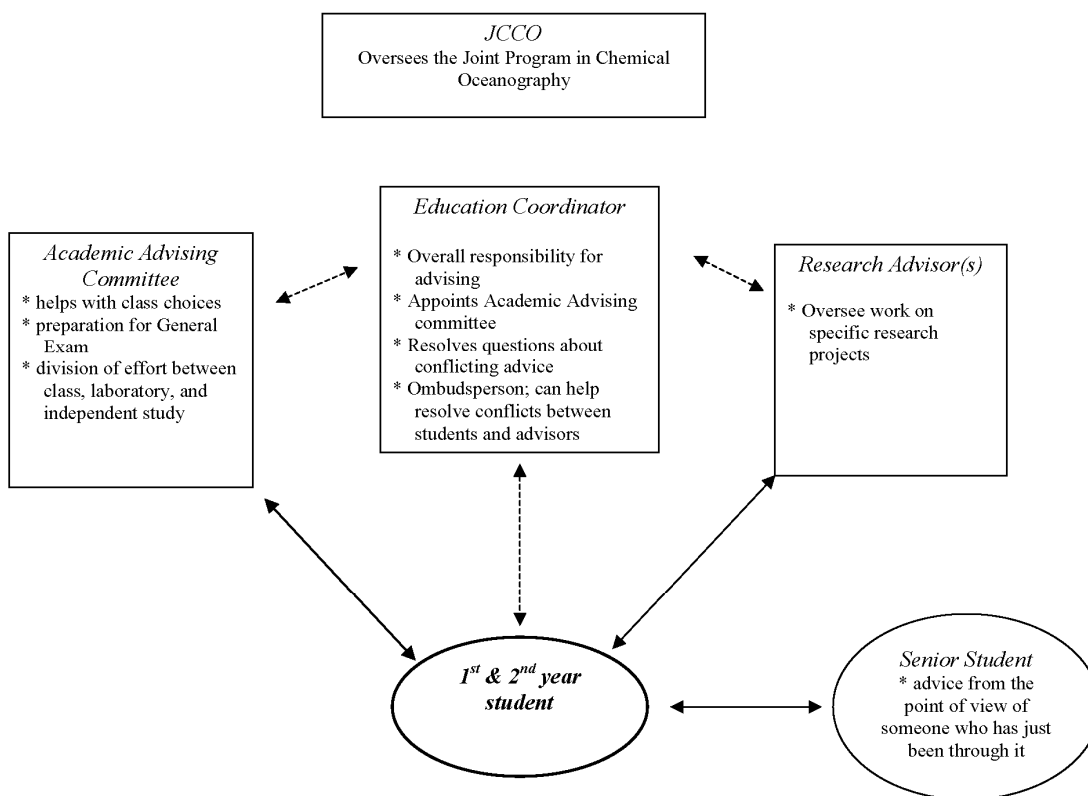 JCCO
Oversees the Joint Program in Chemical
Oceanography
Education Coordinator
* Overall responsibility for
advising
* Appoints Academic Advising
committee
* Resolves questions about
conflicting advice
* Ombudsperson; can help
resolve conflicts between
students and advisors
Academic Advising
Committee
* helps with class choices
* preparation for General
Exam
* division of effort between
class, laboratory, and
independent study
Research Advisor(s)
* Oversee work on
specific research
projects
1st & 2nd year
student
Senior Student
* advice from the
point of view of
someone who has just
been through it